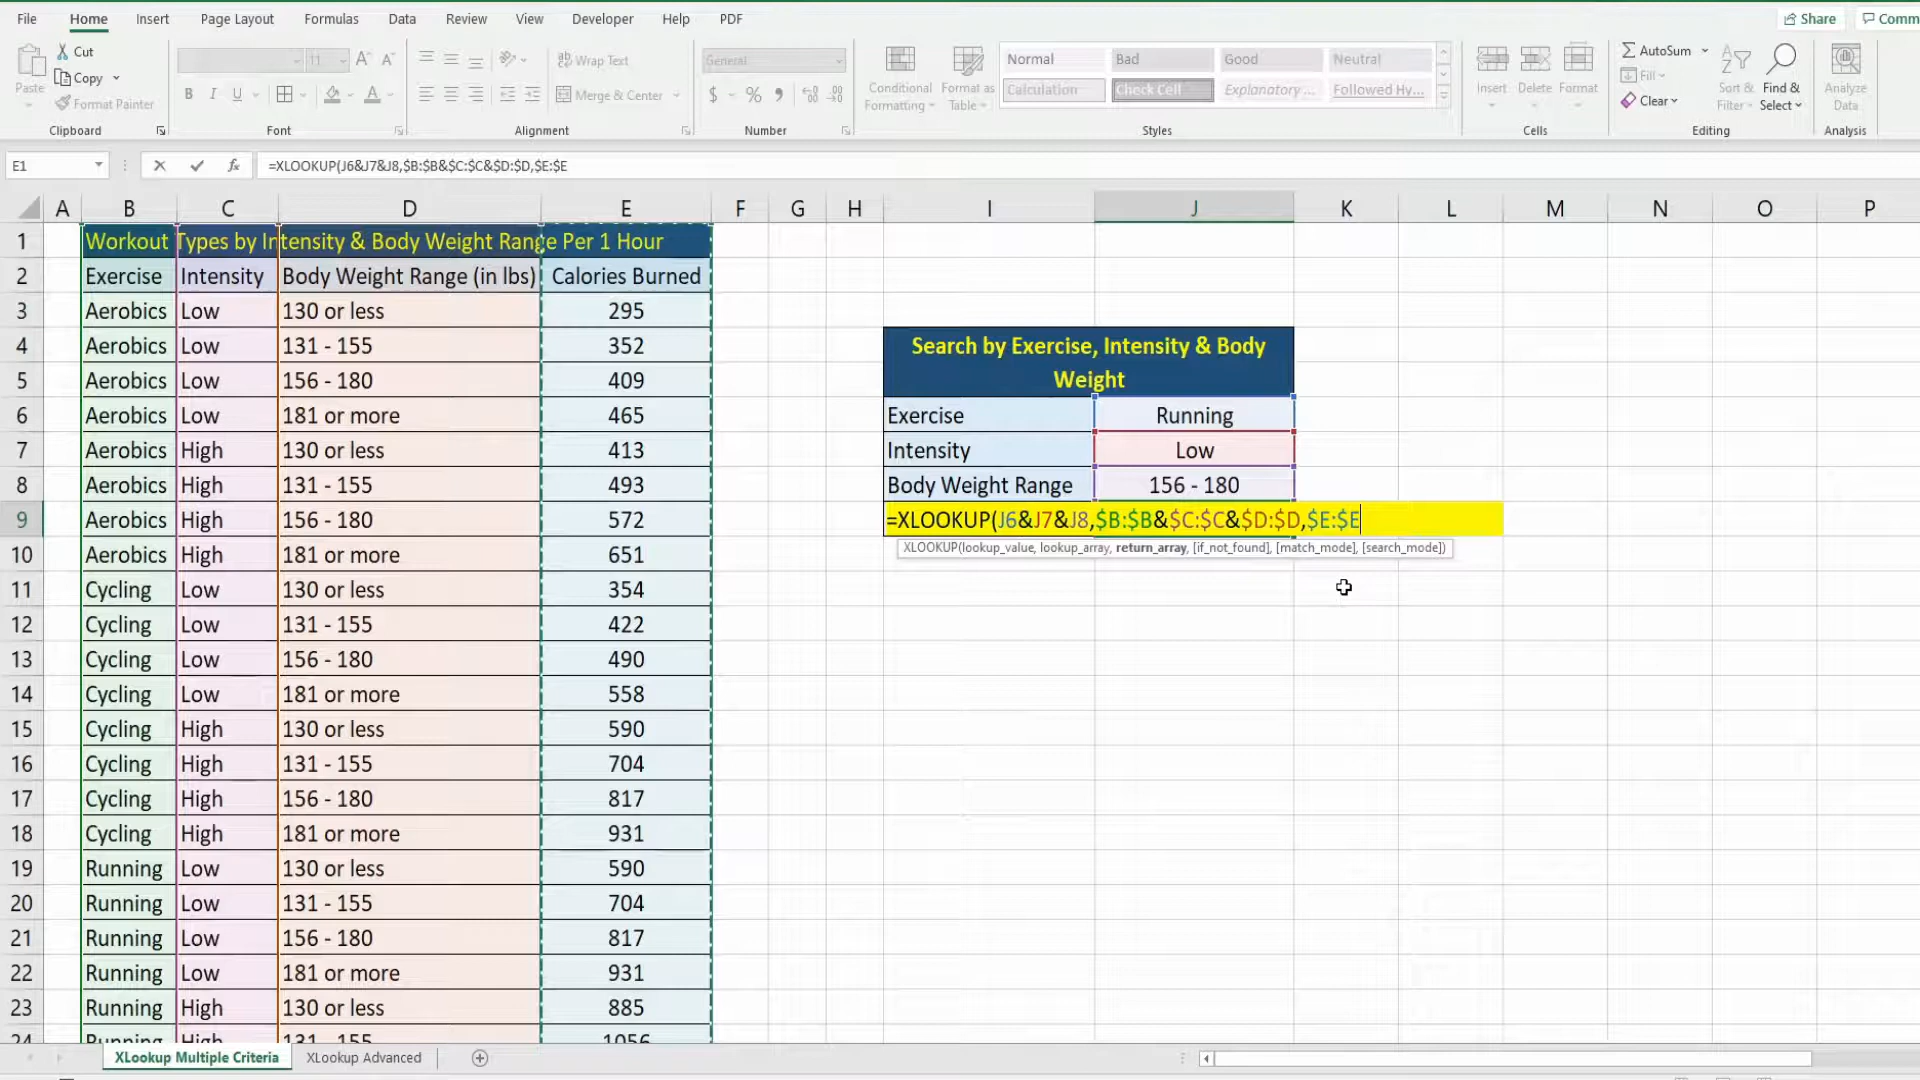 File Home Insert Page Layout Formulas Data Review View Developer Help PDF Share Comm
Paste Cut Copy Format Painter Clipboard
11 A A B I U A Font
ab Wrap Text Merge & Center Alignment
General $ % 9 Number
Conditional Formatting Format as Table
Normal Bad Good Neutral
Calculation Check Cell Explanatory ... Followed Hy...
Styles
Insert Delete Format Cells
AutoSum Fill Clear Sort & Filter Find & Select Editing
Analyze Data Analysis
E1 fx =XLOOKUP(J6&J7&J8,$B:$B&$C:$C&$D:$D,$E:$E
A B C D E F G H I J K L M N O P
1 Workout Types by Intensity & Body Weight Range Per 1 Hour
2 Exercise Intensity Body Weight Range (in lbs) Calories Burned
3 Aerobics Low 130 or less 295
4 Aerobics Low 131 - 155 352 Search by Exercise, Intensity & Body
5 Aerobics Low 156 - 180 409 Weight
6 Aerobics Low 181 or more 465 Exercise Running
7 Aerobics High 130 or less 413 Intensity Low
8 Aerobics High 131 - 155 493 Body Weight Range 156 - 180
9 Aerobics High 156 - 180 572 =XLOOKUP(J6&J7&J8,$B:$B&$C:$C&$D:$D,$E:$E
XLOOKUP(lookup_value, lookup_array, return_array, [if_not_found], [match_mode], [search_mode])
10 Aerobics High 181 or more 651
11 Cycling Low 130 or less 354
12 Cycling Low 131 - 155 422
13 Cycling Low 156 - 180 490
14 Cycling Low 181 or more 558
15 Cycling High 130 or less 590
16 Cycling High 131 - 155 704
17 Cycling High 156 - 180 817
18 Cycling High 181 or more 931
19 Running Low 130 or less 590
20 Running Low 131 - 155 704
21 Running Low 156 - 180 817
22 Running Low 181 or more 931
23 Running High 130 or less 885
24 Running High 131 - 155 1056
XLookup Multiple Criteria XLookup Advanced